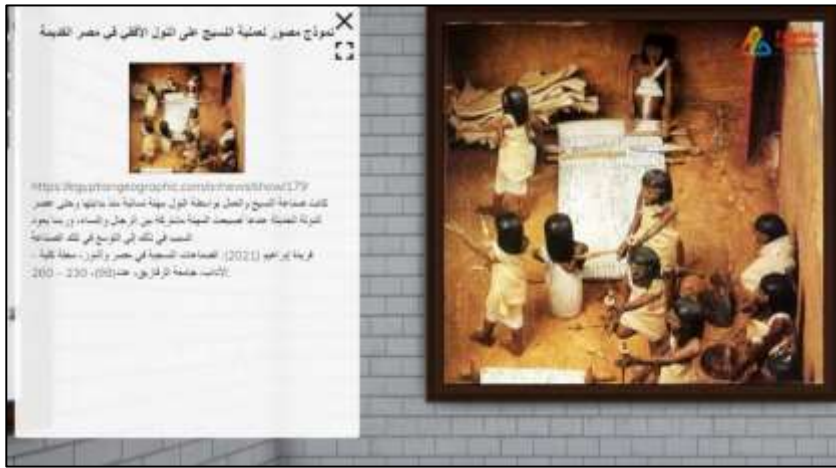 نموذج مصور لعملية النسيج على النول الأفقي في مصر القديمة
https://egyptiangeographic.com/ar/news/show/179
كانت صناعة النسيج والعمل بواسطة النول مهنة نسائية منذ بدايتها وحتى عصر
الدولة الحديثة عندما أصبحت المهنة مشتركة بين الرجال والنساء، وربما يعود
السبب في ذلك إلى التوسع في تلك الصناعة
فريدة إبراهيم (2021): الصناعات النسجية في مصر، مجلة كلية -
الآداب، جامعة الزقازيق، عدد(98)، 230 – 260.